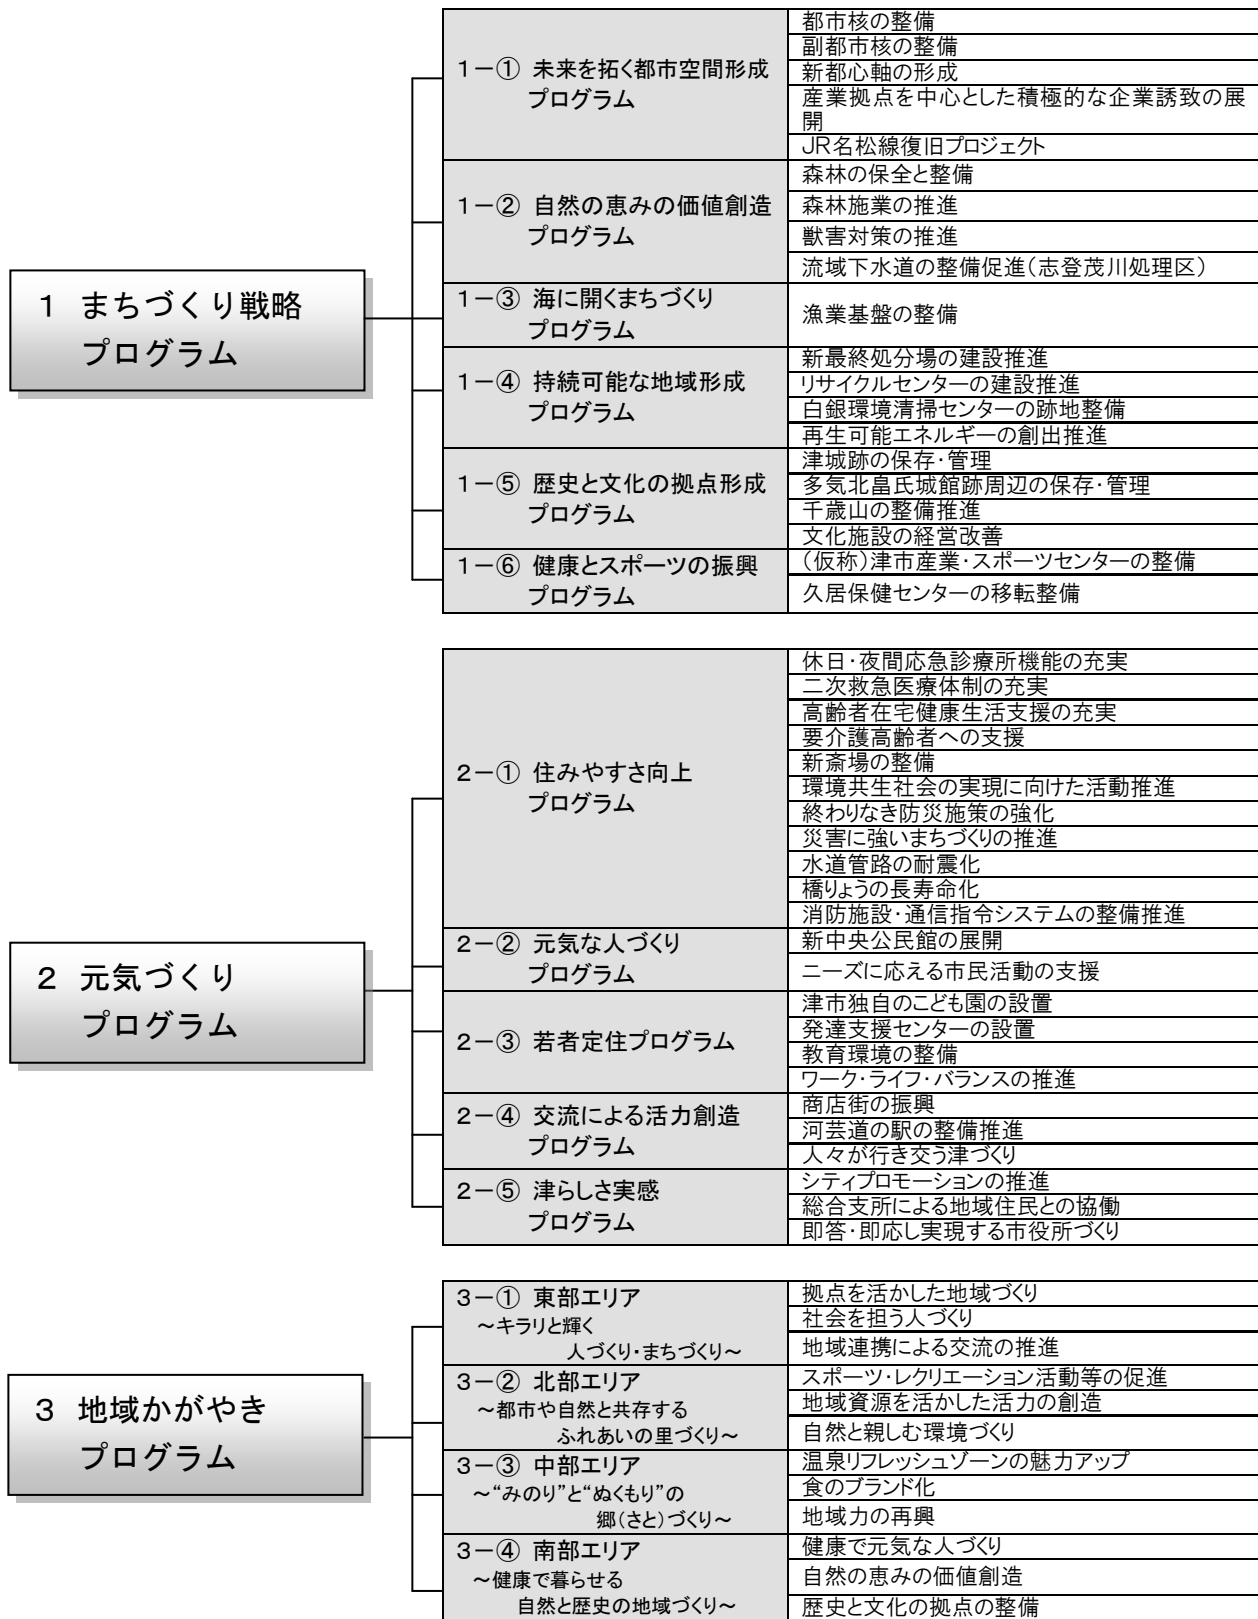 1 まちづくり戦略
プログラム
1－① 未来を拓く都市空間形成
プログラム
都市核の整備
副都市核の整備
新都心軸の形成
産業拠点を中心とした積極的な企業誘致の展
開
JR名松線復旧プロジェクト
1－② 自然の恵みの価値創造
プログラム
森林の保全と整備
森林施業の推進
獣害対策の推進
流域下水道の整備促進（志登茂川処理区）
1－③ 海に開くまちづくり
プログラム
漁業基盤の整備
1－④ 持続可能な地域形成
プログラム
新最終処分場の建設推進
リサイクルセンターの建設推進
白銀環境清掃センターの跡地整備
再生可能エネルギーの創出推進
1－⑤ 歴史と文化の拠点形成
プログラム
津城跡の保存・管理
多気北畠氏城館跡周辺の保存・管理
千歳山の整備推進
文化施設の経営改善
1－⑥ 健康とスポーツの振興
プログラム
（仮称）津市産業・スポーツセンターの整備
久居保健センターの移転整備
2 元気づくり
プログラム
2－① 住みやすさ向上
プログラム
休日・夜間応急診療所機能の充実
二次救急医療体制の充実
高齢者在宅健康生活支援の充実
要介護高齢者への支援
新斎場の整備
環境共生社会の実現に向けた活動推進
終わりなき防災施策の強化
災害に強いまちづくりの推進
水道管路の耐震化
橋りょうの長寿命化
消防施設・通信指令システムの整備推進
2－② 元気な人づくり
プログラム
新中央公民館の展開
ニーズに応える市民活動の支援
2－③ 若者定住プログラム
津市独自のこども園の設置
発達支援センターの設置
教育環境の整備
ワーク・ライフ・バランスの推進
2－④ 交流による活力創造
プログラム
商店街の振興
河芸道の駅の整備推進
人々が行き交う津づくり
2－⑤ 津らしさ実感
プログラム
シティプロモーションの推進
総合支所による地域住民との協働
即答・即応し実現する市役所づくり
3 地域かがやき
プログラム
3－① 東部エリア
～キラリと輝く
人づくり・まちづくり～
拠点を活かした地域づくり
社会を担う人づくり
地域連携による交流の推進
3－② 北部エリア
～都市や自然と共存する
ふれあいの里づくり～
スポーツ・レクリエーション活動等の促進
地域資源を活かした活力の創造
自然と親しむ環境づくり
3－③ 中部エリア
～“みのり”と“ぬくもり”の
郷（さと）づくり～
温泉リフレッシュゾーンの魅力アップ
食のブランド化
地域力の再興
3－④ 南部エリア
～健康で暮らせる
自然と歴史の地域づくり～
健康で元気な人づくり
自然の恵みの価値創造
歴史と文化の拠点の整備